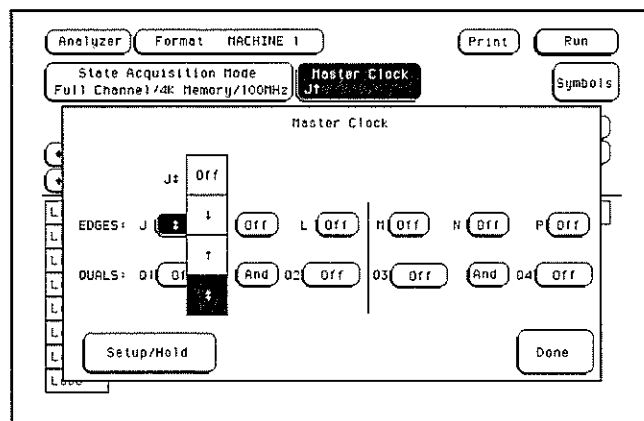 Analyzer Format MACHINE 1 Print Run
State Acquisition Mode
Full Channel/4K Memory/100MHz
Master Clock
J↑
Symbols
Master Clock
J↕ Off
↓
EDGES: J ↕ Off L Off M Off N Off P Off
↑
DUALS: Q1 Of And Q2 Off Q3 Off And Q4 Off
↕
Setup/Hold Done